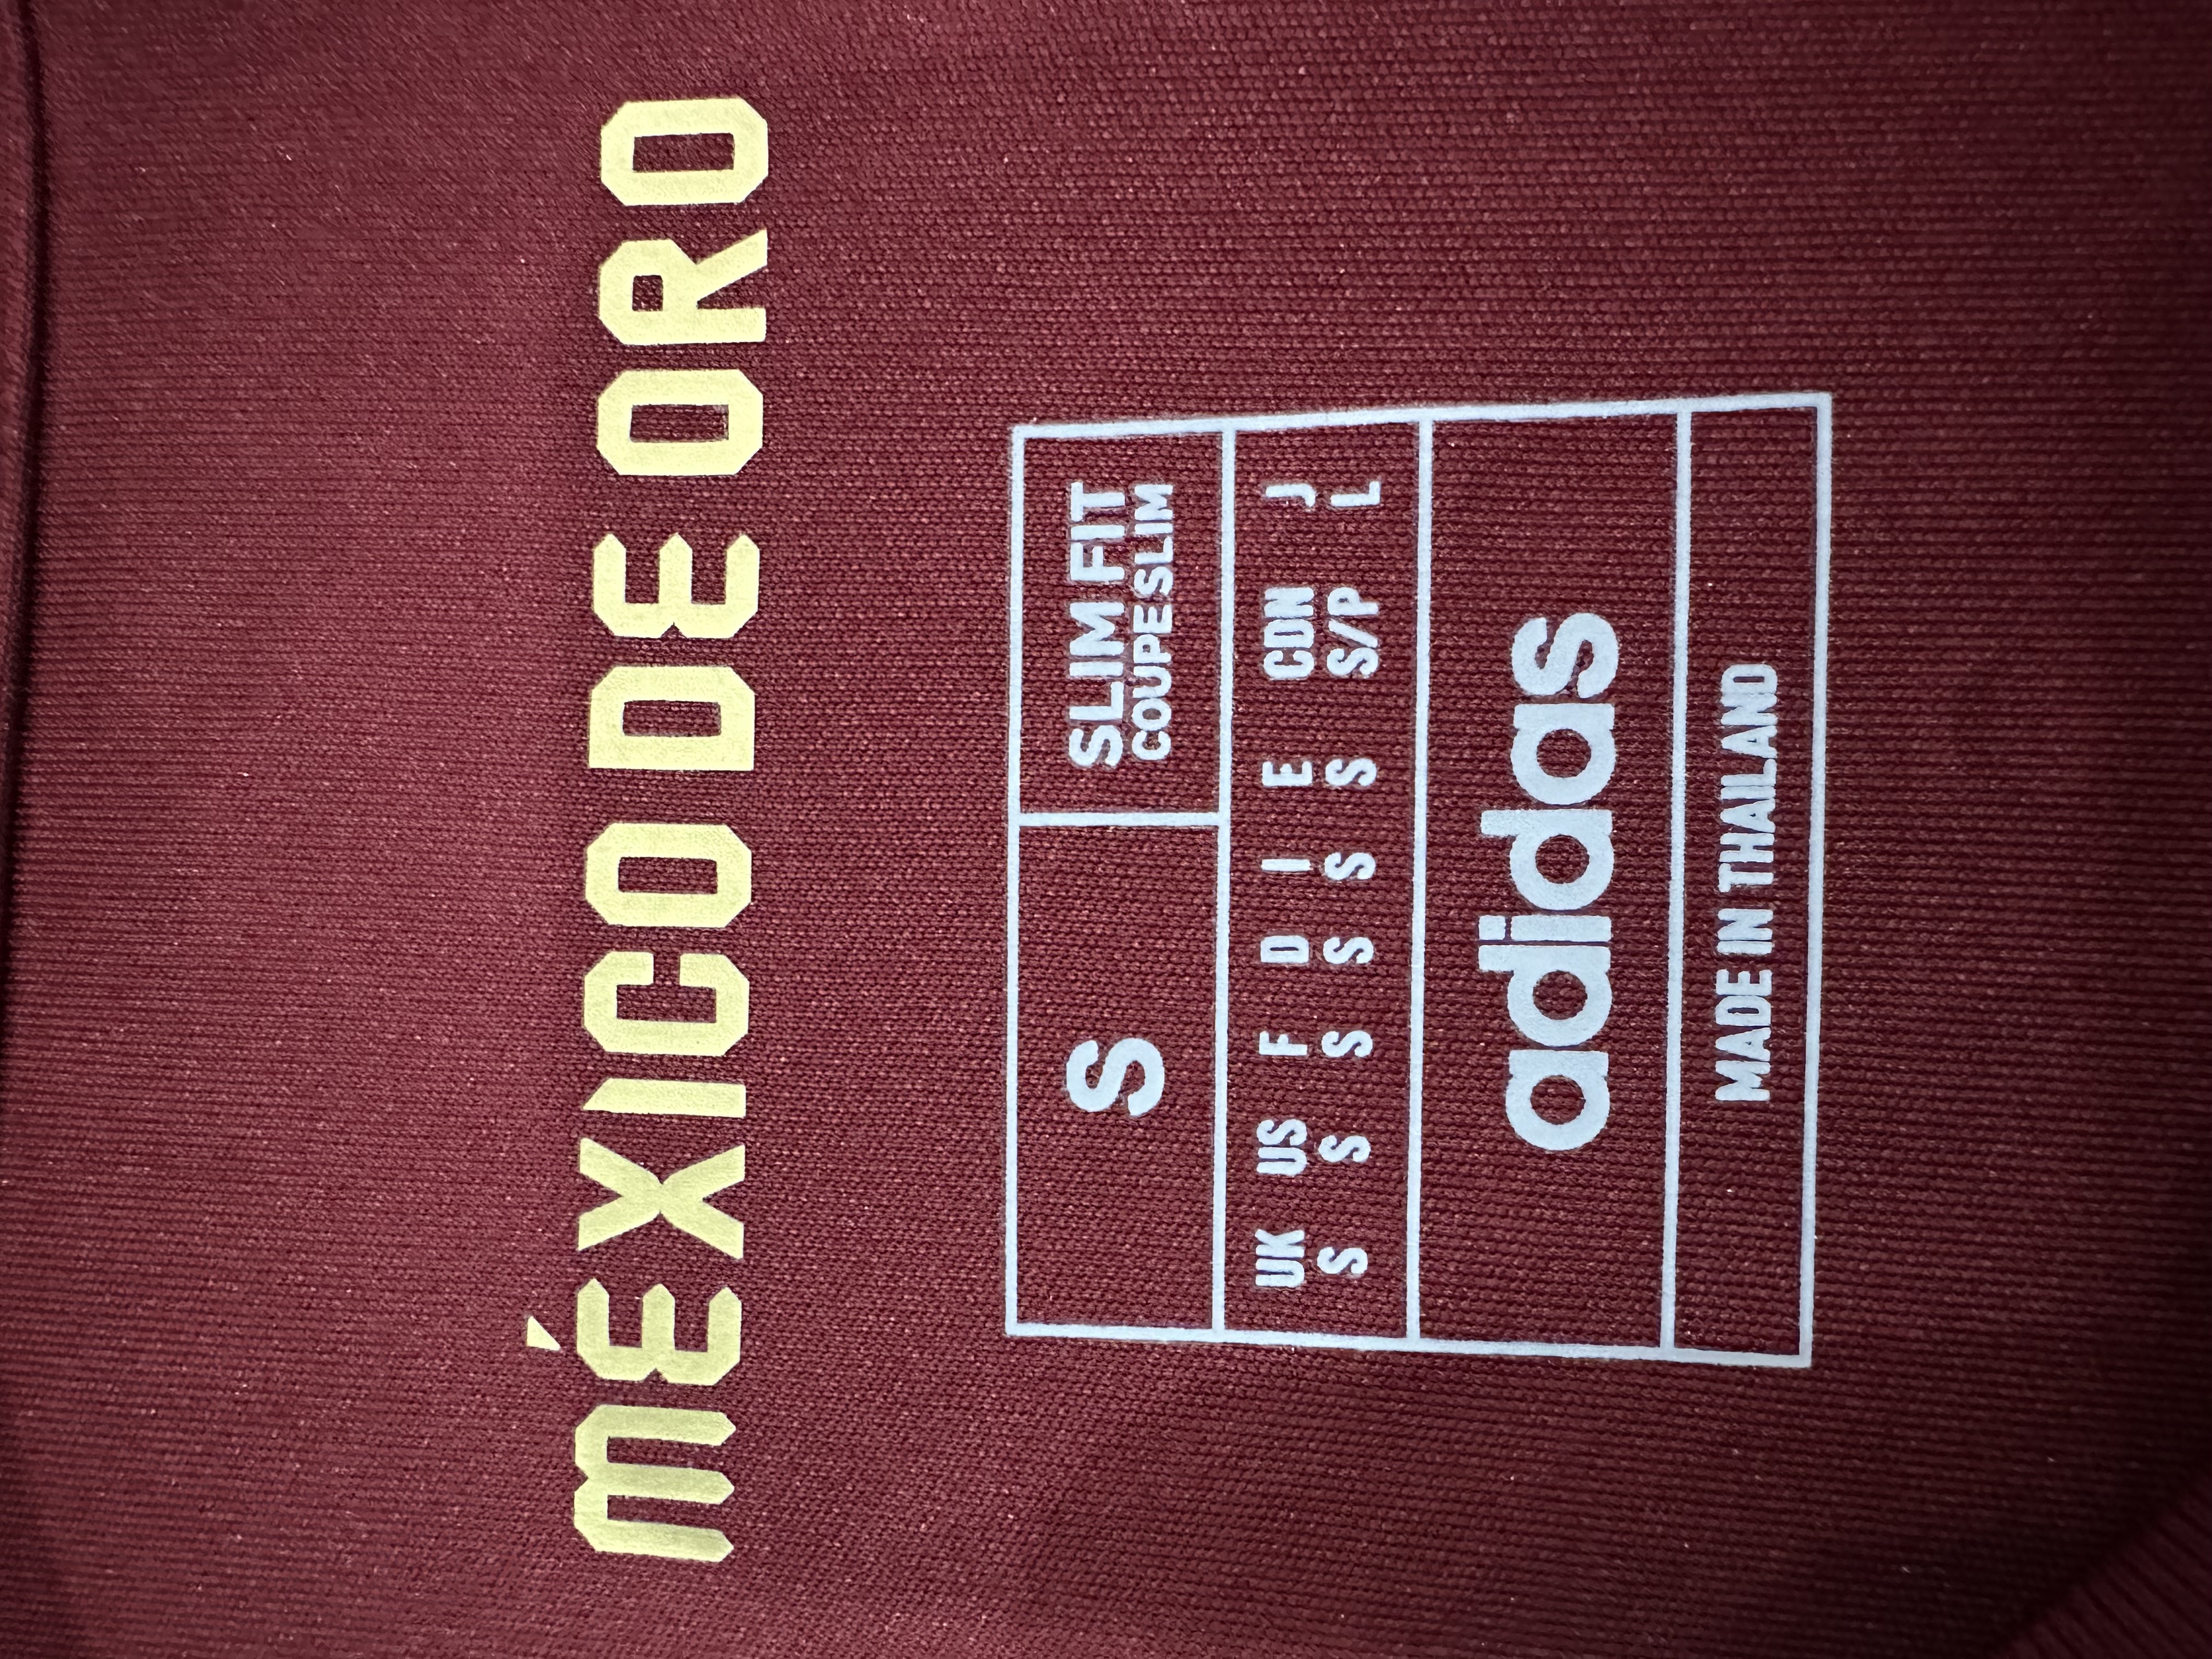 MÉXICO DE ORO
S
SLIM FIT
COUPE SLIM
UK US F D I E CDN J
S S S S S S S/P L
adidas
MADE IN THAILAND